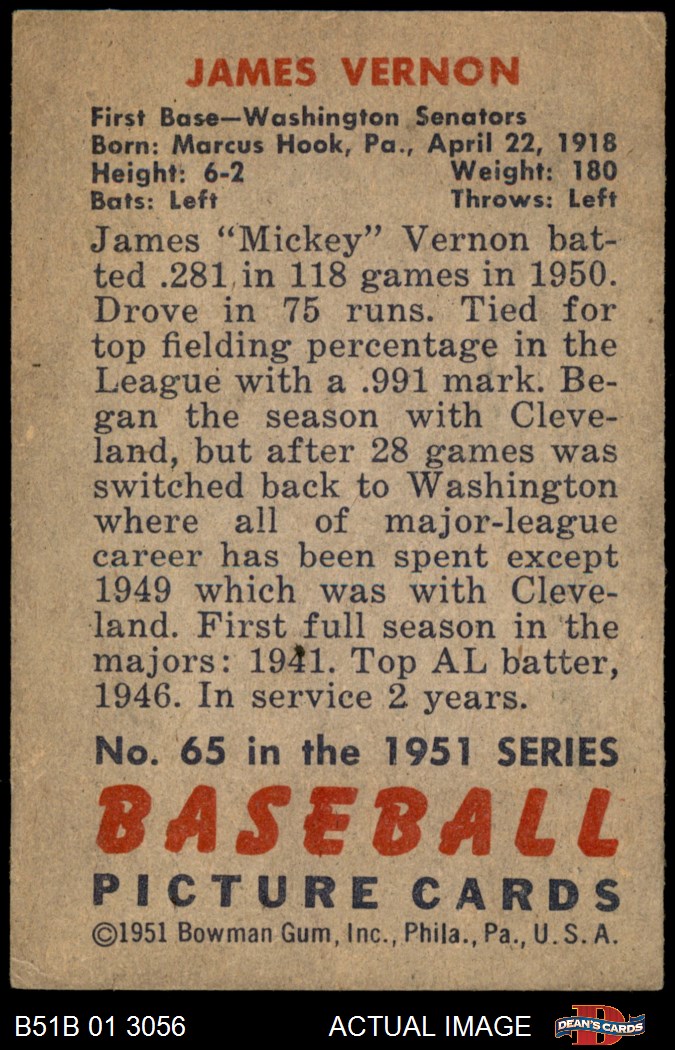 JAMES VERNON
First Base—Washington Senators
Born: Marcus Hook, Pa., April 22, 1918
Height: 6-2 Weight: 180
Bats: Left Throws: Left
James “Mickey” Vernon bat-
ted .281 in 118 games in 1950.
Drove in 75 runs. Tied for
top fielding percentage in the
League with a .991 mark. Be-
gan the season with Cleve-
land, but after 28 games was
switched back to Washington
where all of major-league
career has been spent except
1949 which was with Cleve-
land. First full season in the
majors: 1941. Top AL batter,
1946. In service 2 years.
No. 65 in the 1951 SERIES
BASEBALL
PICTURE CARDS
©1951 Bowman Gum, Inc., Phila., Pa., U. S. A.
B51B 01 3056 ACTUAL IMAGE D DEAN'S CARDS